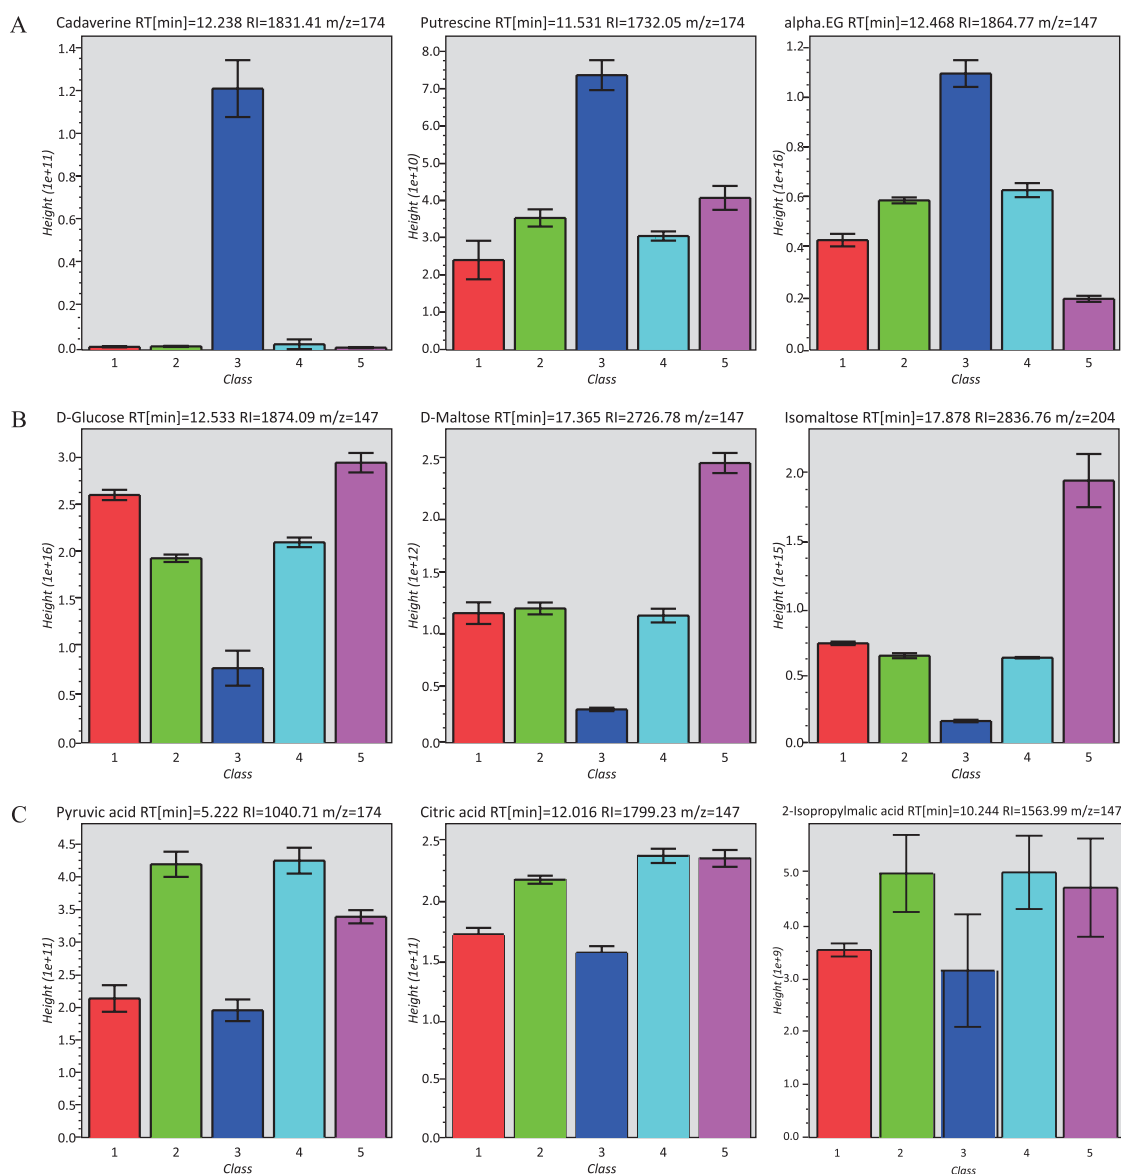 A
Cadaverine RT[min]=12.238 RI=1831.41 m/z=174
Height (1e+11)
1.4
1.2
1.0
0.8
0.6
0.4
0.2
0.0
1 2 3 4 5
Class
Putrescine RT[min]=11.531 RI=1732.05 m/z=174
Height (1e+10)
8.0
7.0
6.0
5.0
4.0
3.0
2.0
1.0
0.0
1 2 3 4 5
Class
alpha.EG RT[min]=12.468 RI=1864.77 m/z=147
Height (1e+16)
1.2
1.0
0.8
0.6
0.4
0.2
0.0
1 2 3 4 5
Class
B
D-Glucose RT[min]=12.533 RI=1874.09 m/z=147
Height (1e+16)
3.0
2.5
2.0
1.5
1.0
0.5
0.0
1 2 3 4 5
Class
D-Maltose RT[min]=17.365 RI=2726.78 m/z=147
Height (1e+12)
2.5
2.0
1.5
1.0
0.5
0.0
1 2 3 4 5
Class
Isomaltose RT[min]=17.878 RI=2836.76 m/z=204
Height (1e+15)
2.0
1.5
1.0
0.5
0.0
1 2 3 4 5
Class
C
Pyruvic acid RT[min]=5.222 RI=1040.71 m/z=174
Height (1e+11)
4.5
4.0
3.5
3.0
2.5
2.0
1.5
1.0
0.5
0.0
1 2 3 4 5
Class
Citric acid RT[min]=12.016 RI=1799.23 m/z=147
Height (1e+11)
2.5
2.0
1.5
1.0
0.5
0.0
1 2 3 4 5
Class
2-Isopropylmalic acid RT[min]=10.244 RI=1563.99 m/z=147
Height (1e+9)
5.0
4.0
3.0
2.0
1.0
0.0
1 2 3 4 5
Class